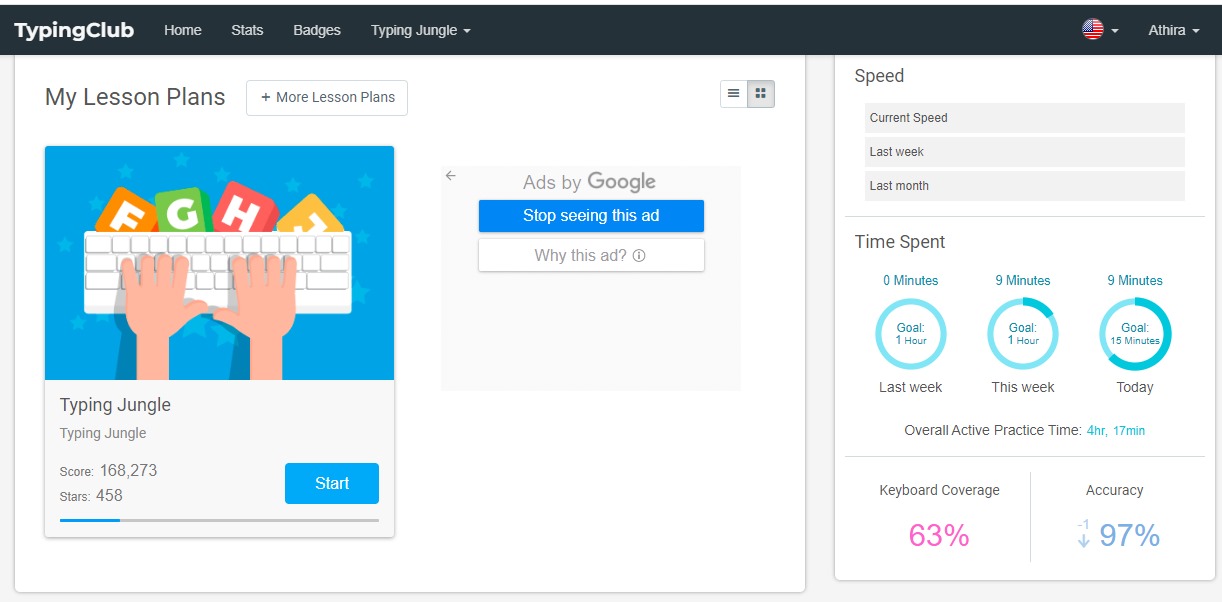 TypingClub Home Stats Badges Typing Jungle Athira
My Lesson Plans + More Lesson Plans
F G H J
Typing Jungle
Typing Jungle
Score: 168,273
Stars: 458
Start
Ads by Google
Stop seeing this ad
Why this ad?
Speed
Current Speed
Last week
Last month
Time Spent
0 Minutes 9 Minutes 9 Minutes
Goal: Goal: Goal:
1 Hour 1 Hour 15 Minutes
Last week This week Today
Overall Active Practice Time: 4hr, 17min
Keyboard Coverage Accuracy
63% -1 97%